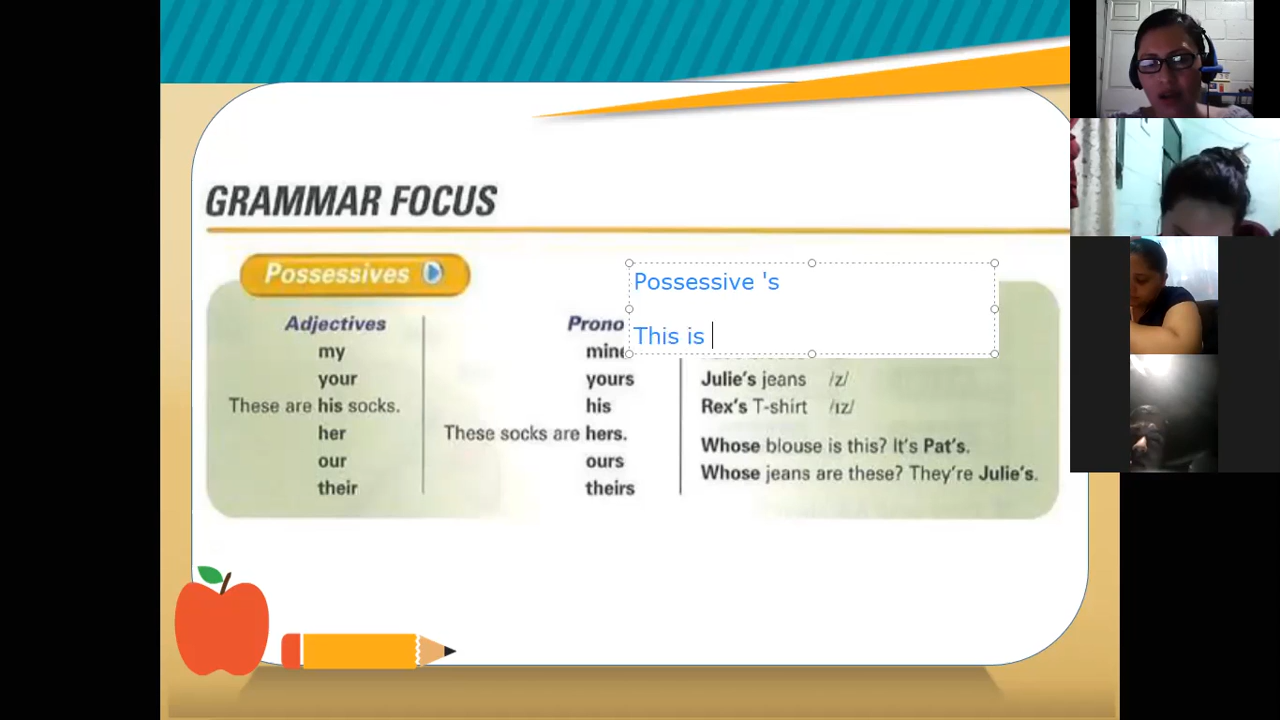 GRAMMAR FOCUS
Possessives
Possessive 's
This is
Adjectives
my
your
These are his socks.
her
our
their
yours
his
These socks are hers.
ours
theirs
Julie's jeans /z/
Rex's T-shirt /ɪz/
Whose blouse is this? It's Pat's.
Whose jeans are these? They're Julie's.